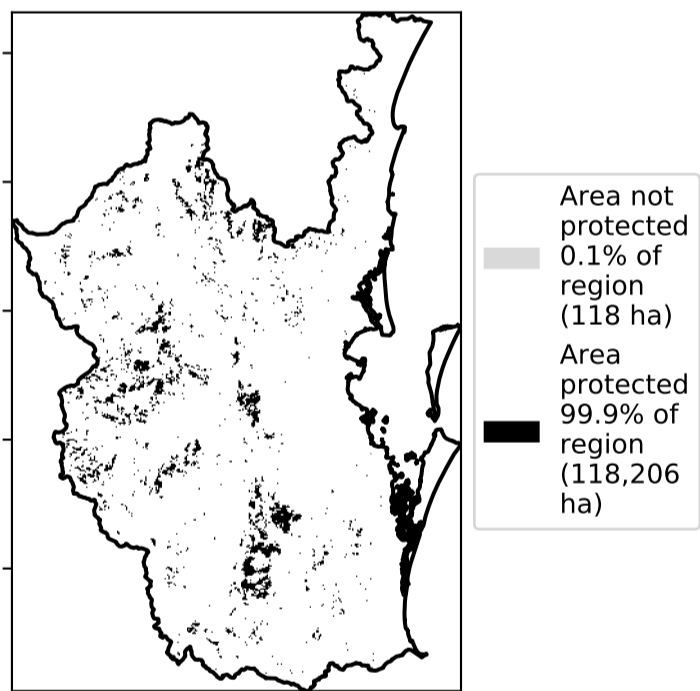 Area not
protected
0.1% of
region
(118 ha)
Area
protected
99.9% of
region
(118,206
ha)